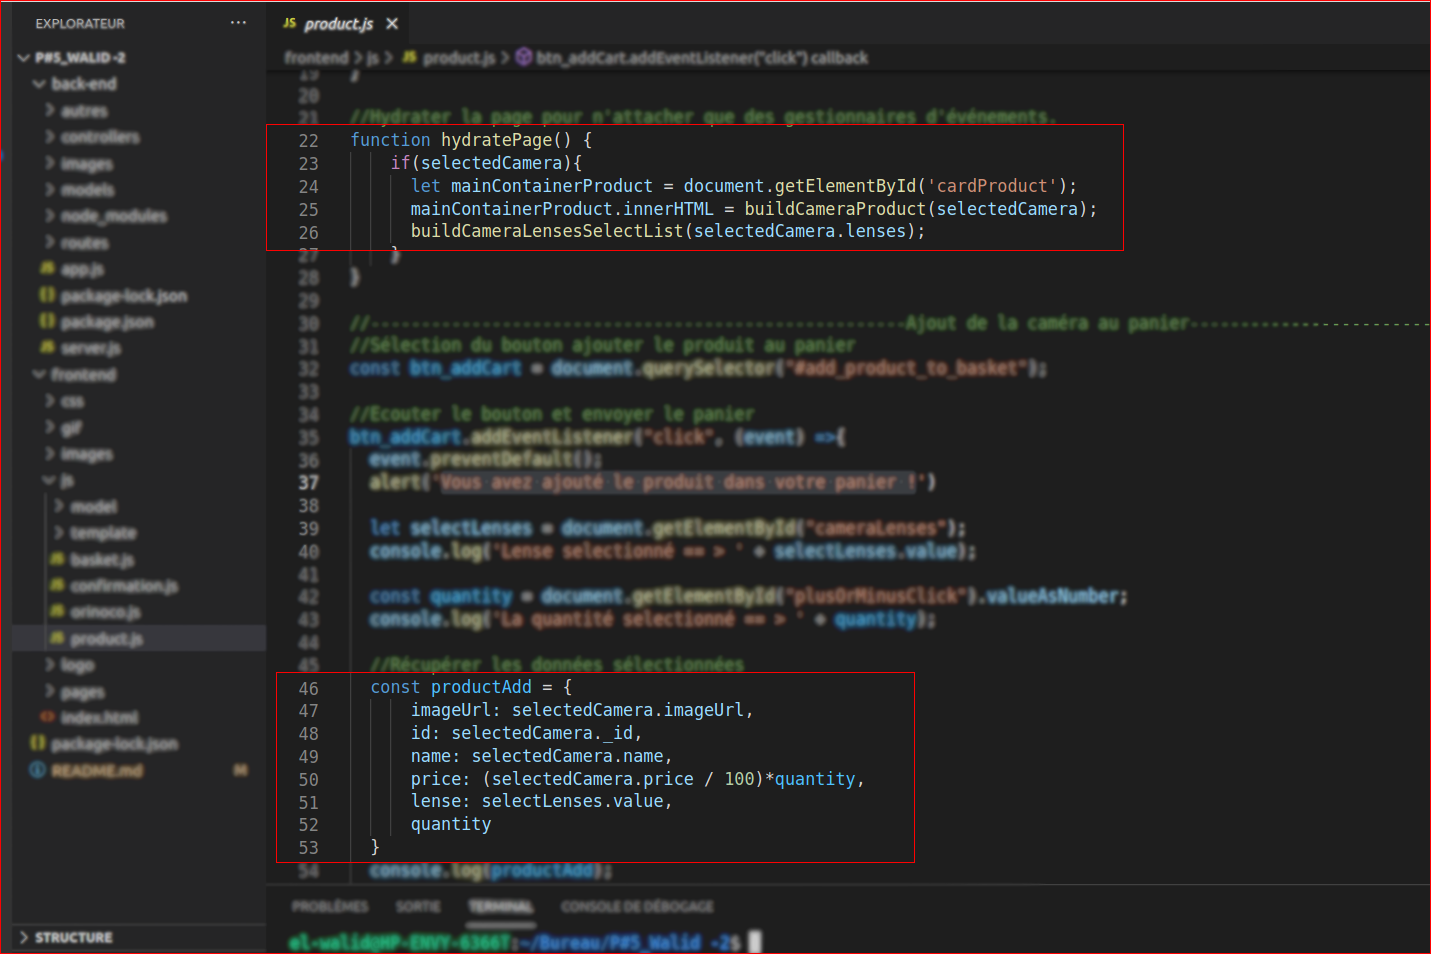 EXPLORATEUR
···
P#5_WALID -2
back-end
autres
controllers
images
models
node_modules
routes
app.js
package-lock.json
package.json
server.js
frontend
css
gif
images
js
model
template
basket.js
confirmation.js
orinoco.js
product.js
logo
pages
index.html
package-lock.json
README.md M
STRUCTURE
JS product.js
frontend > js > JS product.js > btn_addCart.addEventListener("click") callback
19 }
20
21 //Hydrater la page pour n'attacher que des gestionnaires d'événements.
22 function hydratePage() {
23 if(selectedCamera){
24 let mainContainerProduct = document.getElementById('cardProduct');
25 mainContainerProduct.innerHTML = buildCameraProduct(selectedCamera);
26 buildCameraLensesSelectList(selectedCamera.lenses);
27 }
28 }
29
30 //-----------------------------------------------------Ajout de la caméra au panier------------------------
31 //Sélection du bouton ajouter le produit au panier
32 const btn_addCart = document.querySelector("#add_product_to_basket");
33
34 //Ecouter le bouton et envoyer le panier
35 btn_addCart.addEventListener("click", (event) =>{
36 event.preventDefault();
37 alert('Vous avez ajouté le produit dans votre panier !')
38
39 let selectLenses = document.getElementById("cameraLenses");
40 console.log('Lense selectionné == > ' + selectLenses.value);
41
42 const quantity = document.getElementById("plusOrMinusClick").valueAsNumber;
43 console.log('La quantité selectionné == > ' + quantity);
44
45 //Récupérer les données sélectionnées
46 const productAdd = {
47 imageUrl: selectedCamera.imageUrl,
48 id: selectedCamera._id,
49 name: selectedCamera.name,
50 price: (selectedCamera.price / 100)*quantity,
51 lense: selectLenses.value,
52 quantity
53 }
54 console.log(productAdd);
PROBLÈMES SORTIE TERMINAL CONSOLE DE DÉBOGAGE
el-walid@HP-ENVY-6366T:~/Bureau/P#5_Walid -2$